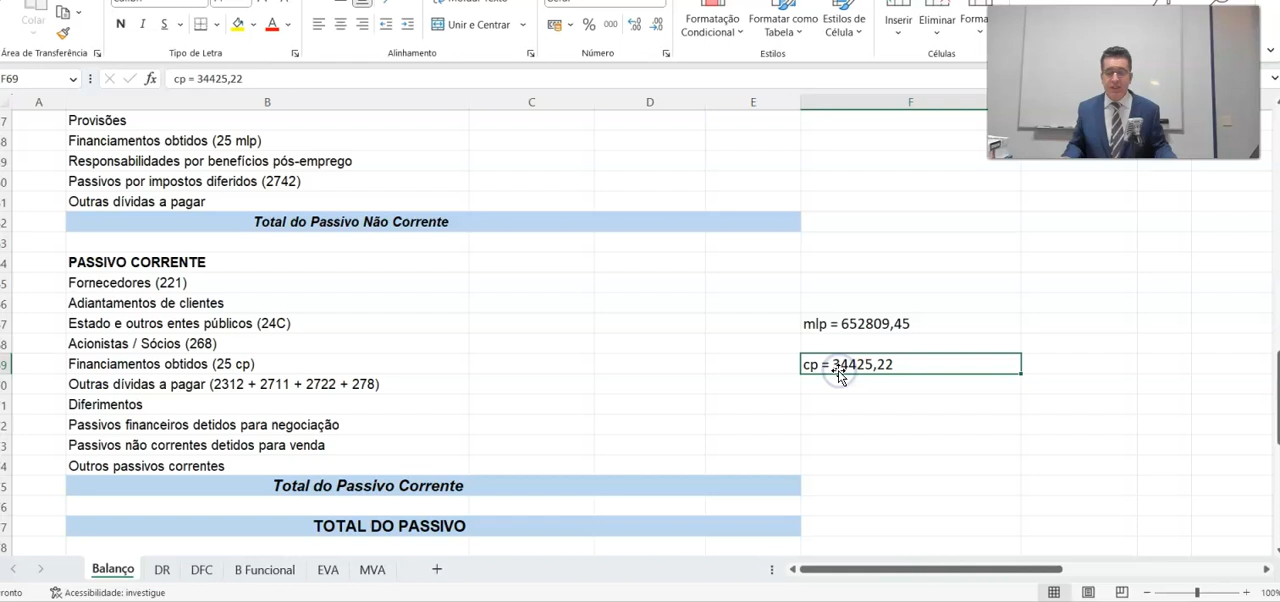 Colar
N I S
Unir e Centrar
% 000
Formatação Condicional
Formatar como Tabela
Estilos de Célula
Inserir
Eliminar
Área de Transferência
Tipo de Letra
Alinhamento
Número
Estilos
Células
F69
fx cp = 34425,22
A B C D E F
Provisões
Financiamentos obtidos (25 mlp)
Responsabilidades por benefícios pós-emprego
Passivos por impostos diferidos (2742)
Outras dívidas a pagar
Total do Passivo Não Corrente
PASSIVO CORRENTE
Fornecedores (221)
Adiantamentos de clientes
Estado e outros entes públicos (24C) mlp = 652809,45
Acionistas / Sócios (268)
Financiamentos obtidos (25 cp) cp = 34425,22
Outras dívidas a pagar (2312 + 2711 + 2722 + 278)
Diferimentos
Passivos financeiros detidos para negociação
Passivos não correntes detidos para venda
Outros passivos correntes
Total do Passivo Corrente
TOTAL DO PASSIVO
Balanço DR DFC B Funcional EVA MVA
Acessibilidade: investigue